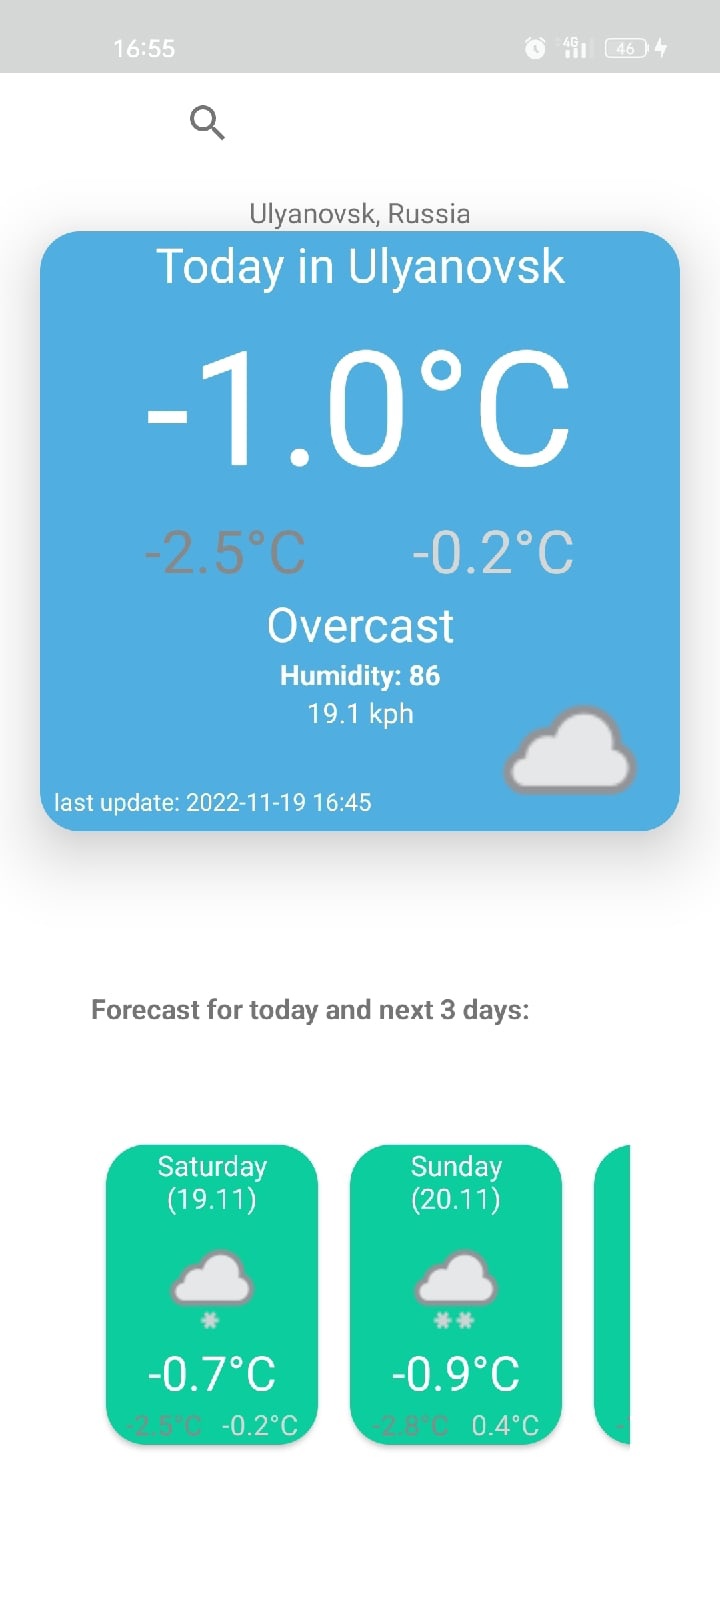 16:55
4G
46
Ulyanovsk, Russia
Today in Ulyanovsk
-1.0°C
-2.5°C -0.2°C
Overcast
Humidity: 86
19.1 kph
last update: 2022-11-19 16:45
Forecast for today and next 3 days:
Saturday
(19.11)
-0.7°C
-2.5°C -0.2°C
Sunday
(20.11)
-0.9°C
-2.8°C 0.4°C